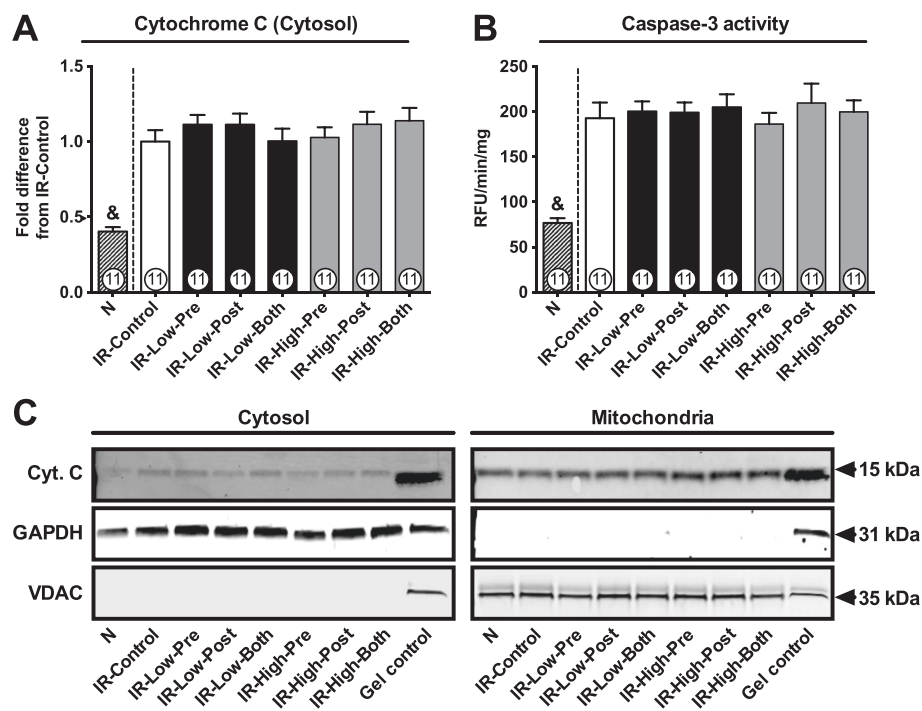 A
Cytochrome C (Cytosol)
Fold difference
from IR-Control
1.5
1.0
0.5
0.0
&
11 11 11 11 11 11 11 11
N
IR-Control
IR-Low-Pre
IR-Low-Post
IR-Low-Both
IR-High-Pre
IR-High-Post
IR-High-Both
B
Caspase-3 activity
RFU/min/mg
250
200
150
100
50
0
&
11 11 11 11 11 11 11 11
N
IR-Control
IR-Low-Pre
IR-Low-Post
IR-Low-Both
IR-High-Pre
IR-High-Post
IR-High-Both
C
Cytosol
Mitochondria
Cyt. C
15 kDa
GAPDH
31 kDa
VDAC
35 kDa
N
IR-Control
IR-Low-Pre
IR-Low-Post
IR-Low-Both
IR-High-Pre
IR-High-Post
IR-High-Both
Gel control
N
IR-Control
IR-Low-Pre
IR-Low-Post
IR-Low-Both
IR-High-Pre
IR-High-Post
IR-High-Both
Gel control